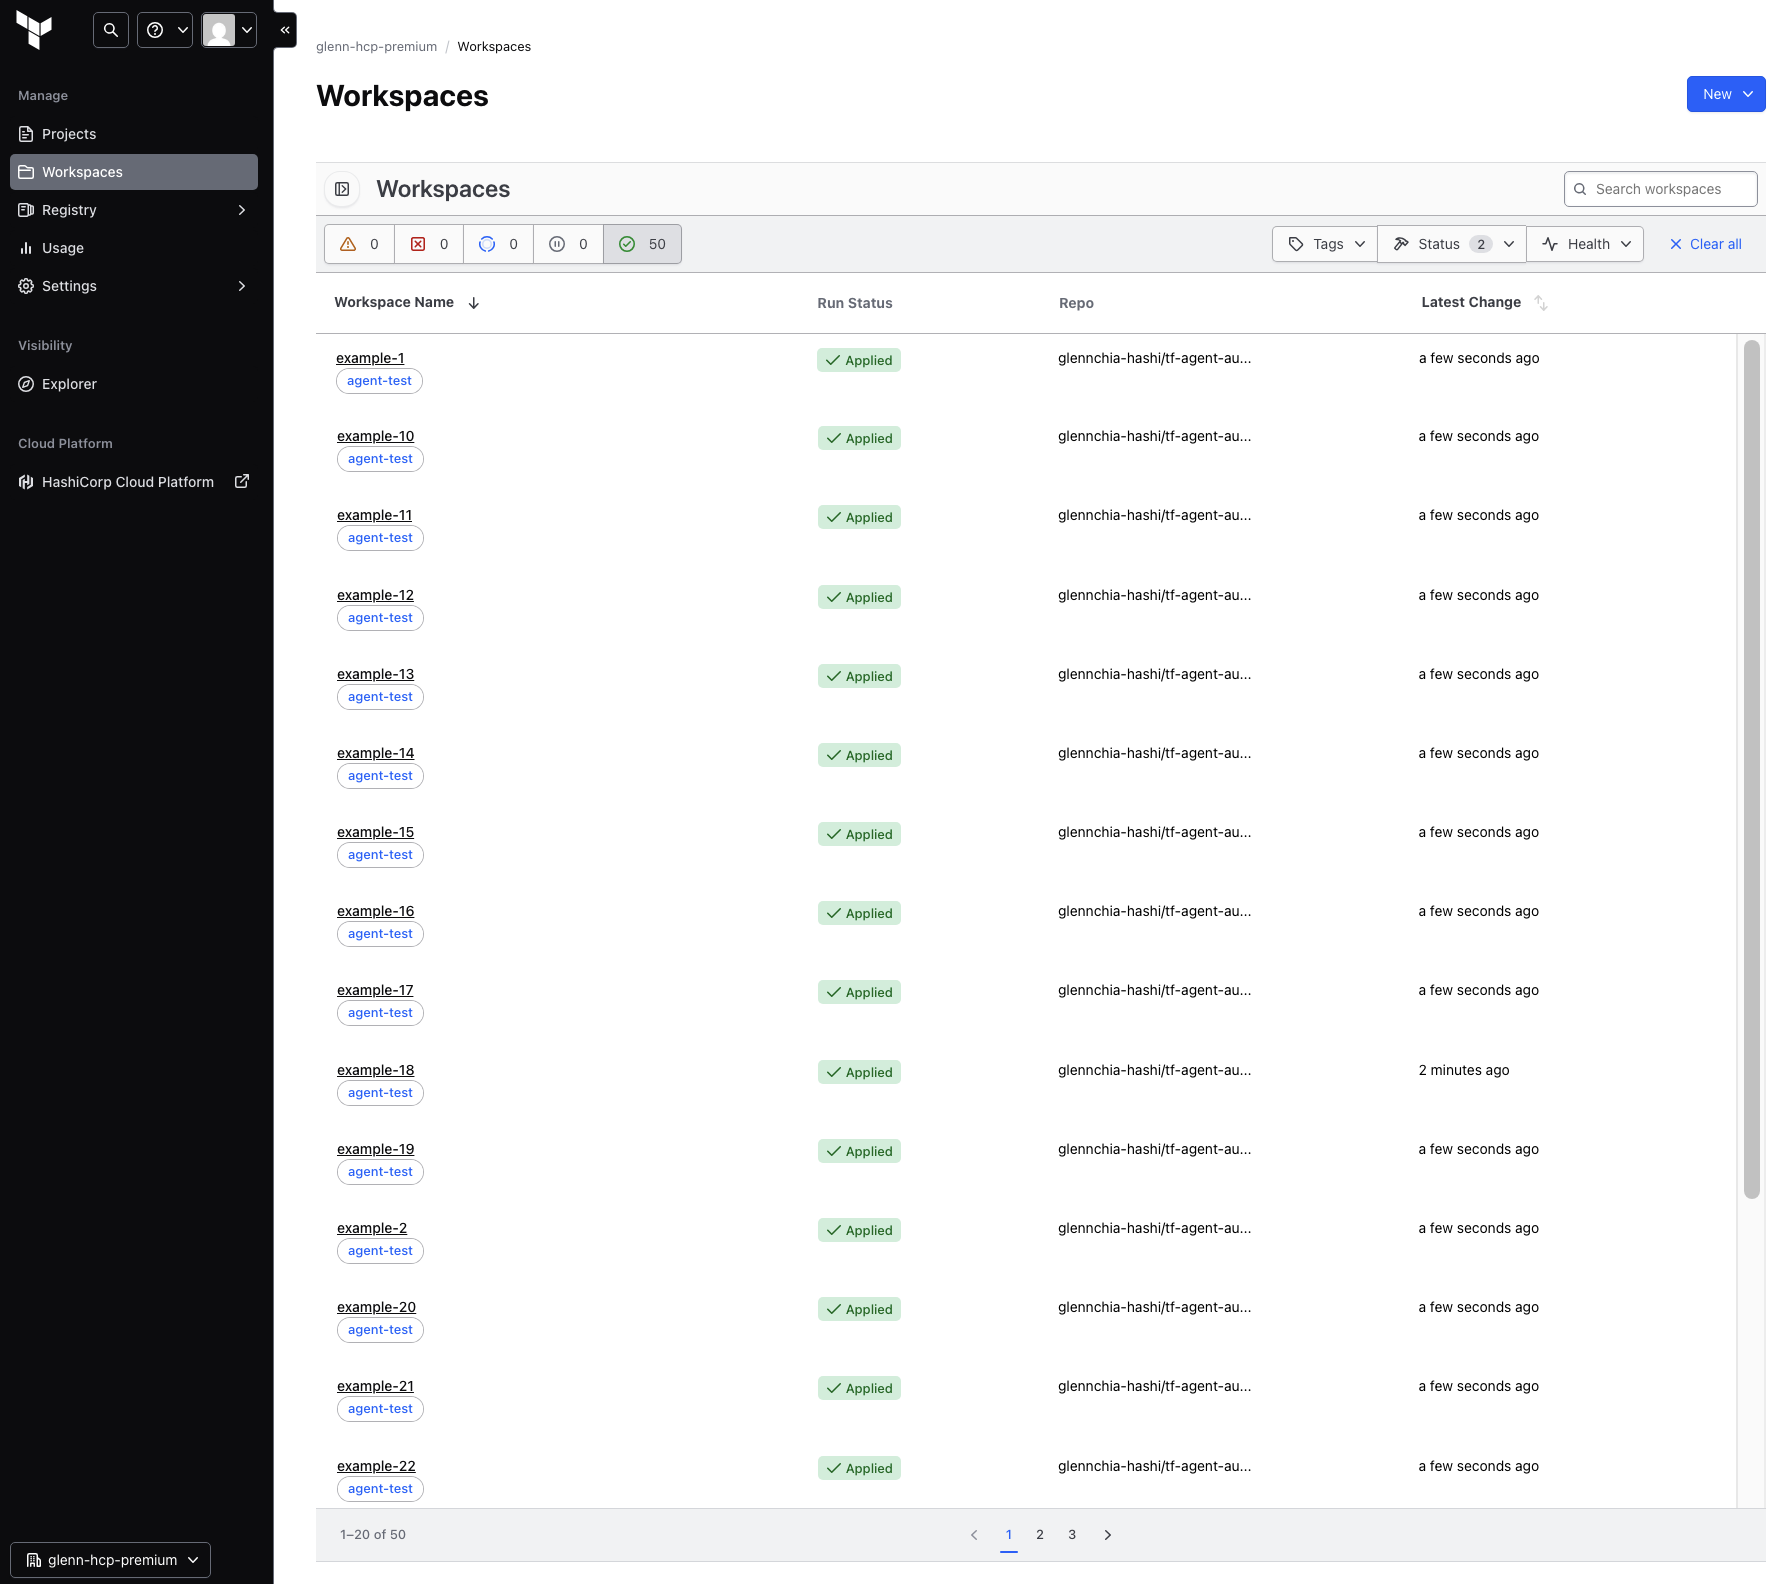 glenn-hcp-premium / Workspaces
Workspaces
New
Manage
Projects
Workspaces
Registry
Usage
Settings
Visibility
Explorer
Cloud Platform
HashiCorp Cloud Platform
glenn-hcp-premium
Workspaces
Search workspaces
0 0 0 0 50
Tags Status 2 Health Clear all
Workspace Name Run Status Repo Latest Change
example-1 Applied glennchia-hashi/tf-agent-au... a few seconds ago
agent-test
example-10 Applied glennchia-hashi/tf-agent-au... a few seconds ago
agent-test
example-11 Applied glennchia-hashi/tf-agent-au... a few seconds ago
agent-test
example-12 Applied glennchia-hashi/tf-agent-au... a few seconds ago
agent-test
example-13 Applied glennchia-hashi/tf-agent-au... a few seconds ago
agent-test
example-14 Applied glennchia-hashi/tf-agent-au... a few seconds ago
agent-test
example-15 Applied glennchia-hashi/tf-agent-au... a few seconds ago
agent-test
example-16 Applied glennchia-hashi/tf-agent-au... a few seconds ago
agent-test
example-17 Applied glennchia-hashi/tf-agent-au... a few seconds ago
agent-test
example-18 Applied glennchia-hashi/tf-agent-au... 2 minutes ago
agent-test
example-19 Applied glennchia-hashi/tf-agent-au... a few seconds ago
agent-test
example-2 Applied glennchia-hashi/tf-agent-au... a few seconds ago
agent-test
example-20 Applied glennchia-hashi/tf-agent-au... a few seconds ago
agent-test
example-21 Applied glennchia-hashi/tf-agent-au... a few seconds ago
agent-test
example-22 Applied glennchia-hashi/tf-agent-au... a few seconds ago
agent-test
1–20 of 50 1 2 3